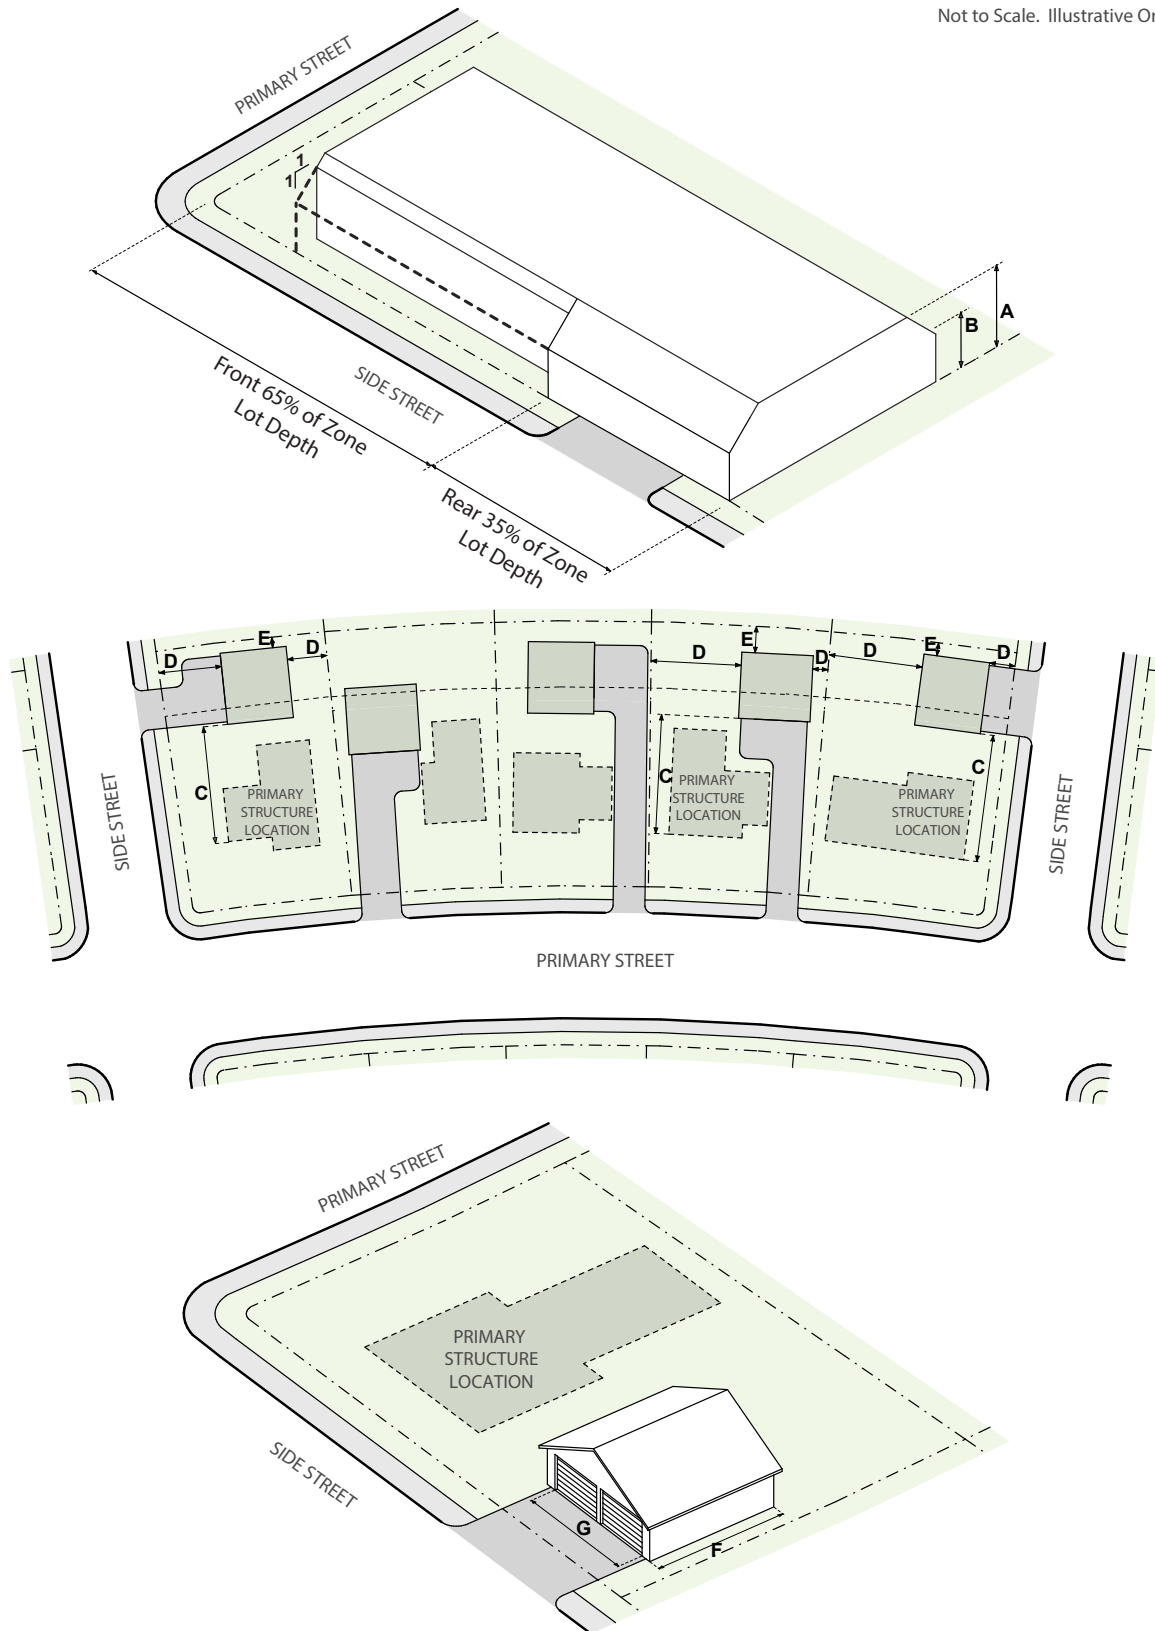 Not to Scale. Illustrative
PRIMARY STREET
1
1
A
B
SIDE STREET
Front 65% of Zone
Lot Depth
Rear 35% of Zone
Lot Depth
E
D
D
E
D
D
D
E
D
C
C
C
PRIMARY
STRUCTURE
LOCATION
PRIMARY
STRUCTURE
LOCATION
PRIMARY
STRUCTURE
LOCATION
SIDE STREET
SIDE STREET
PRIMARY STREET
PRIMARY STREET
PRIMARY
STRUCTURE
LOCATION
SIDE STREET
G
F